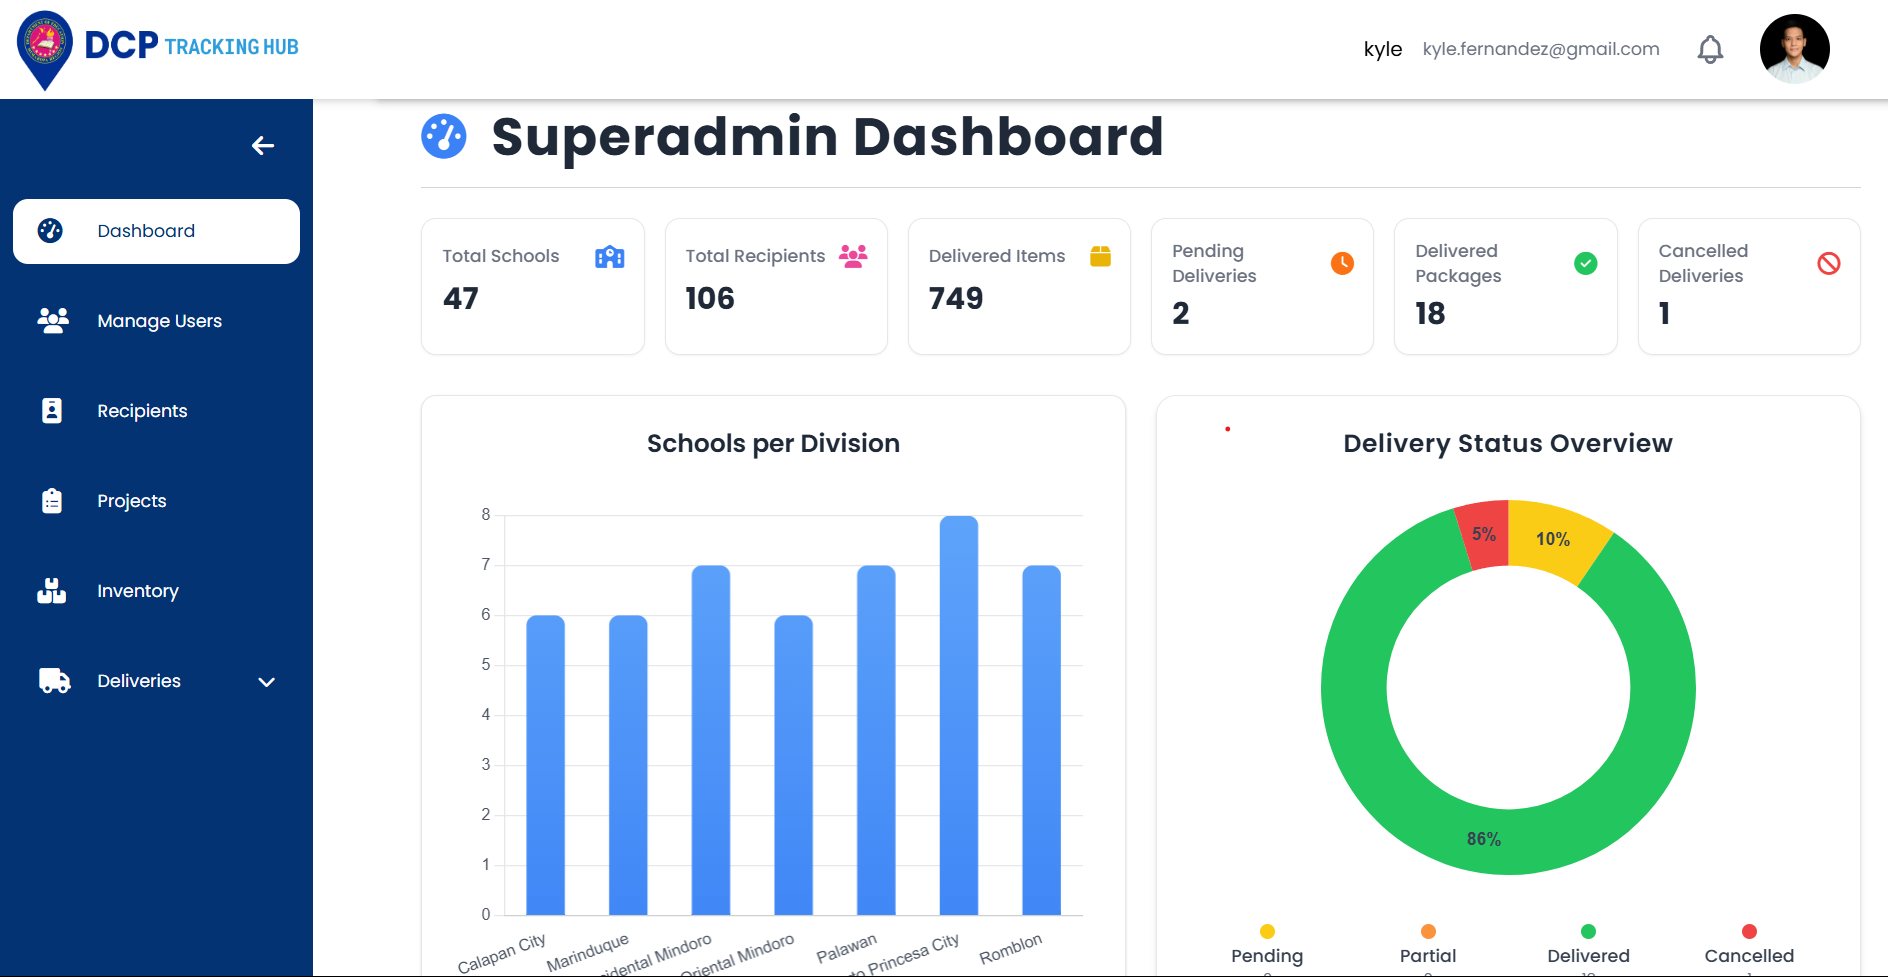 DCP TRACKING HUB
kyle kyle.fernandez@gmail.com
Superadmin Dashboard
Dashboard
Manage Users
Recipients
Projects
Inventory
Deliveries
Total Schools
47
Total Recipients
106
Delivered Items
749
Pending
Deliveries
2
Delivered
Packages
18
Cancelled
Deliveries
1
Schools per Division
8
7
6
5
4
3
2
1
0
Calapan City
Marinduque
Mindoro
Oriental Mindoro
Palawan
Princesa City
Romblon
Delivery Status Overview
5%
10%
86%
Pending
Partial
Delivered
Cancelled